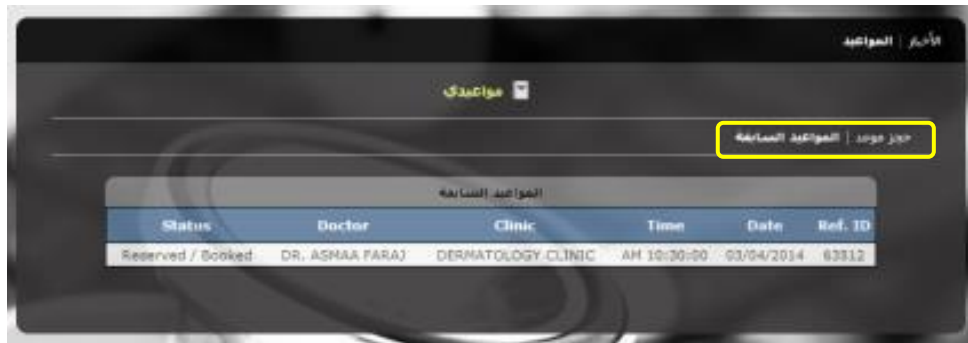 الأخبار | المواعيد
مواعيدي
حجز موعد | المواعيد السابقة
المواعيد السابقة
Status Doctor Clinic Time Date Ref. ID
Reserved / Booked DR. ASMAA FARAJ DERMATOLOGY CLINIC AM 10:30:00 03/04/2014 63812